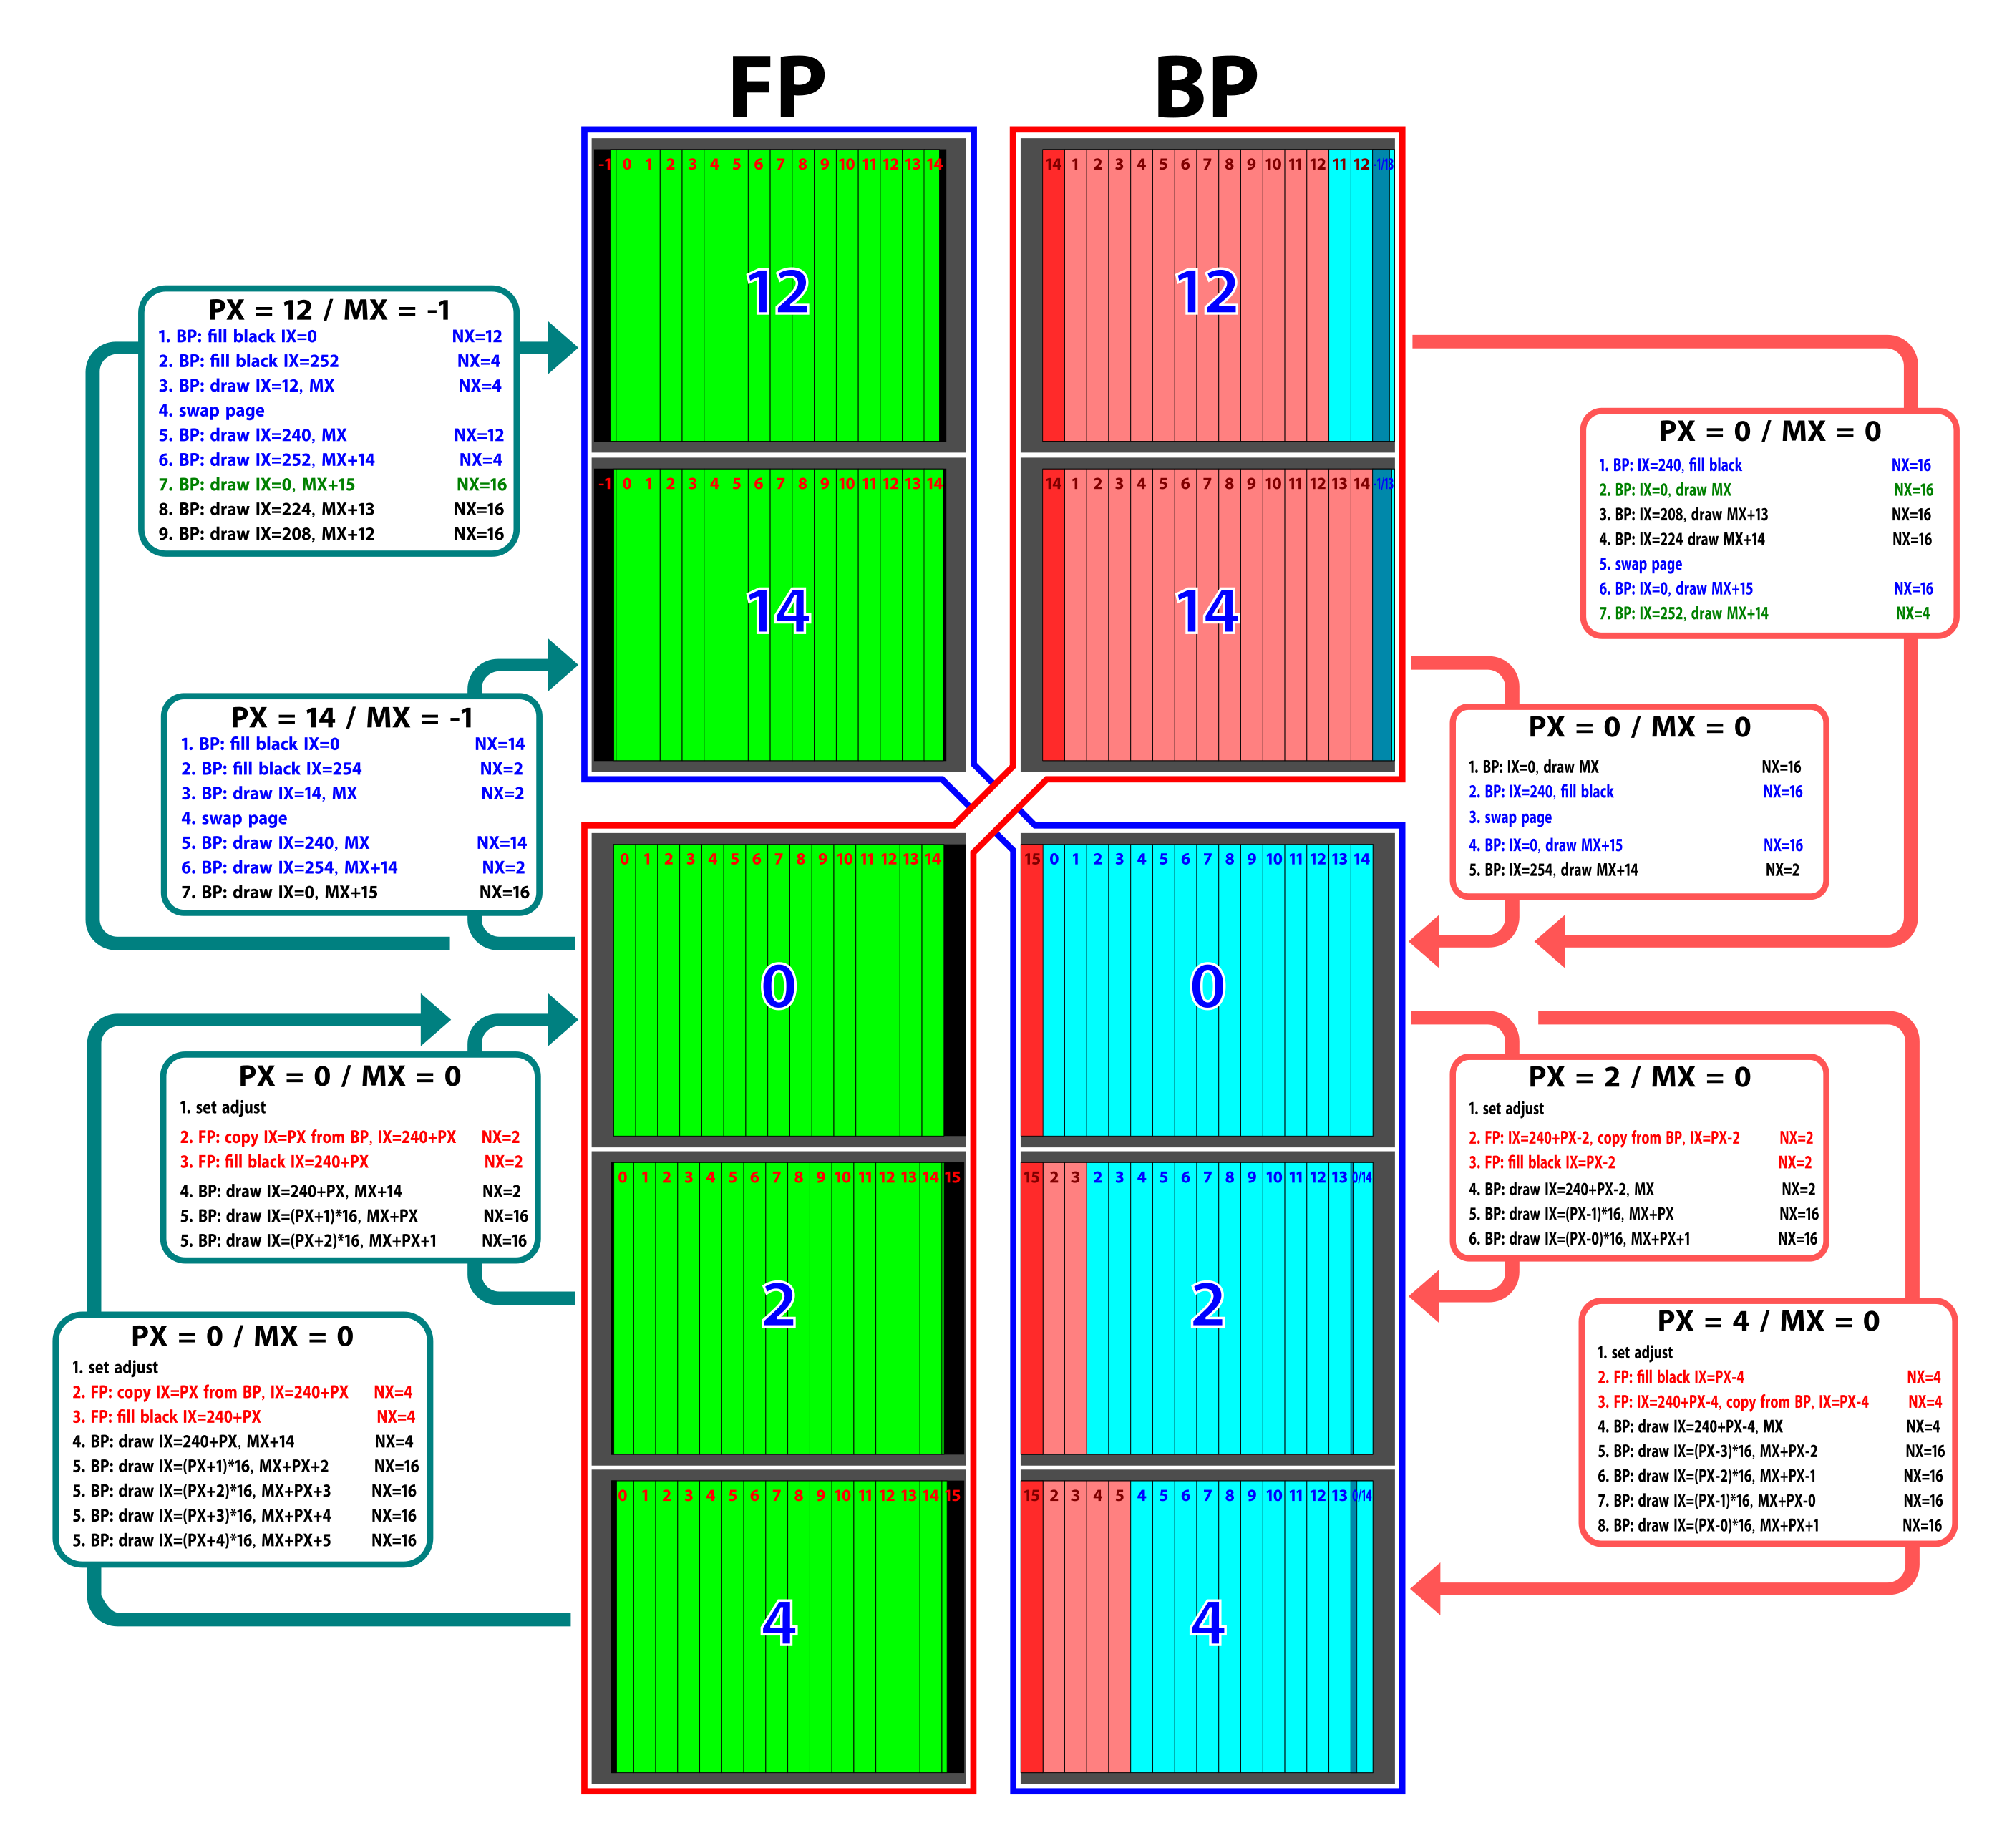 FP
BP
-1 0 1 2 3 4 5 6 7 8 9 10 11 12 13 14
12
14 1 2 3 4 5 6 7 8 9 10 11 12 11 12 -1/13
12
-1 0 1 2 3 4 5 6 7 8 9 10 11 12 13 14
14
14 1 2 3 4 5 6 7 8 9 10 11 12 13 14 -1/13
14
0 1 2 3 4 5 6 7 8 9 10 11 12 13 14
0
15 0 1 2 3 4 5 6 7 8 9 10 11 12 13 14
0
0 1 2 3 4 5 6 7 8 9 10 11 12 13 14 15
2
15 2 3 2 3 4 5 6 7 8 9 10 11 12 13 0/14
2
0 1 2 3 4 5 6 7 8 9 10 11 12 13 14 15
4
15 2 3 4 5 4 5 6 7 8 9 10 11 12 13 0/14
4
PX = 12 / MX = -1
1. BP: fill black IX=0 NX=12
2. BP: fill black IX=252 NX=4
3. BP: draw IX=12, MX NX=4
4. swap page
5. BP: draw IX=240, MX NX=12
6. BP: draw IX=252, MX+14 NX=4
7. BP: draw IX=0, MX+15 NX=16
8. BP: draw IX=224, MX+13 NX=16
9. BP: draw IX=208, MX+12 NX=16
PX = 14 / MX = -1
1. BP: fill black IX=0 NX=14
2. BP: fill black IX=254 NX=2
3. BP: draw IX=14, MX NX=2
4. swap page
5. BP: draw IX=240, MX NX=14
6. BP: draw IX=254, MX+14 NX=2
7. BP: draw IX=0, MX+15 NX=16
PX = 0 / MX = 0
1. set adjust
2. FP: copy IX=PX from BP, IX=240+PX NX=2
3. FP: fill black IX=240+PX NX=2
4. BP: draw IX=240+PX, MX+14 NX=2
5. BP: draw IX=(PX+1)*16, MX+PX NX=16
5. BP: draw IX=(PX+2)*16, MX+PX+1 NX=16
PX = 0 / MX = 0
1. set adjust
2. FP: copy IX=PX from BP, IX=240+PX NX=4
3. FP: fill black IX=240+PX NX=4
4. BP: draw IX=240+PX, MX+14 NX=4
5. BP: draw IX=(PX+1)*16, MX+PX+2 NX=16
5. BP: draw IX=(PX+2)*16, MX+PX+3 NX=16
5. BP: draw IX=(PX+3)*16, MX+PX+4 NX=16
5. BP: draw IX=(PX+4)*16, MX+PX+5 NX=16
PX = 0 / MX = 0
1. BP: IX=240, fill black NX=16
2. BP: IX=0, draw MX NX=16
3. BP: IX=208, draw MX+13 NX=16
4. BP: IX=224 draw MX+14 NX=16
5. swap page
6. BP: IX=0, draw MX+15 NX=16
7. BP: IX=252, draw MX+14 NX=4
PX = 0 / MX = 0
1. BP: IX=0, draw MX NX=16
2. BP: IX=240, fill black NX=16
3. swap page
4. BP: IX=0, draw MX+15 NX=16
5. BP: IX=254, draw MX+14 NX=2
PX = 2 / MX = 0
1. set adjust
2. FP: IX=240+PX-2, copy from BP, IX=PX-2 NX=2
3. FP: fill black IX=PX-2 NX=2
4. BP: draw IX=240+PX-2, MX NX=2
5. BP: draw IX=(PX-1)*16, MX+PX NX=16
6. BP: draw IX=(PX-0)*16, MX+PX+1 NX=16
PX = 4 / MX = 0
1. set adjust
2. FP: fill black IX=PX-4 NX=4
3. FP: IX=240+PX-4, copy from BP, IX=PX-4 NX=4
4. BP: draw IX=240+PX-4, MX NX=4
5. BP: draw IX=(PX-3)*16, MX+PX-2 NX=16
6. BP: draw IX=(PX-2)*16, MX+PX-1 NX=16
7. BP: draw IX=(PX-1)*16, MX+PX-0 NX=16
8. BP: draw IX=(PX-0)*16, MX+PX+1 NX=16